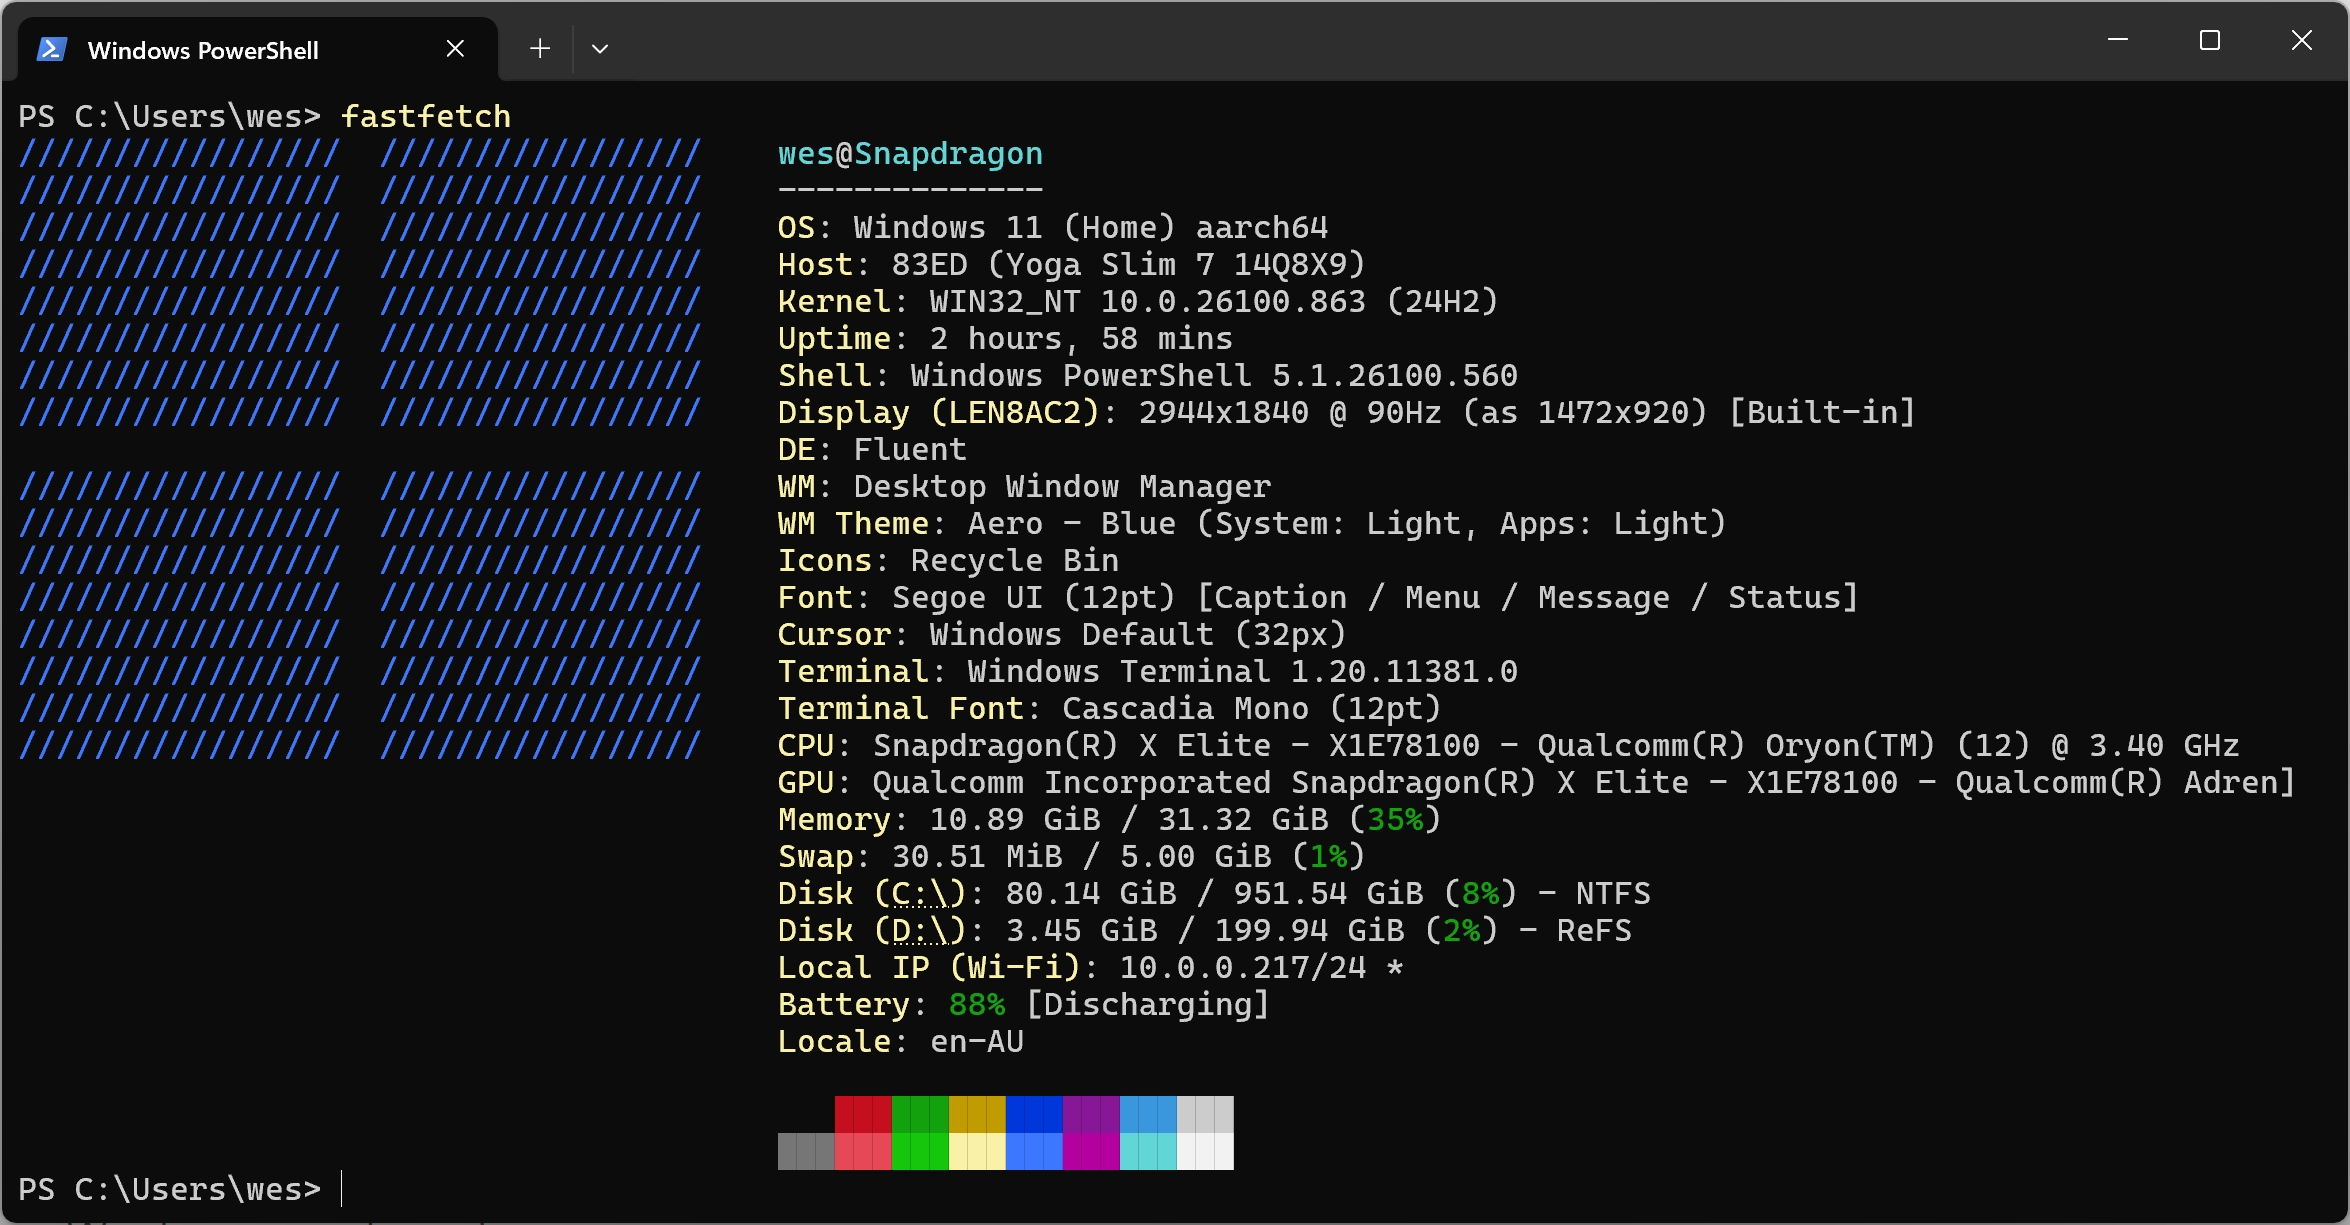 Windows PowerShell
PS C:\Users\wes> fastfetch
/////////////////  /////////////////    wes@Snapdragon
/////////////////  /////////////////    --------------
/////////////////  /////////////////    OS: Windows 11 (Home) aarch64
/////////////////  /////////////////    Host: 83ED (Yoga Slim 7 14Q8X9)
/////////////////  /////////////////    Kernel: WIN32_NT 10.0.26100.863 (24H2)
/////////////////  /////////////////    Uptime: 2 hours, 58 mins
/////////////////  /////////////////    Shell: Windows PowerShell 5.1.26100.560
/////////////////  /////////////////    Display (LEN8AC2): 2944x1840 @ 90Hz (as 1472x920) [Built-in]
DE: Fluent
/////////////////  /////////////////    WM: Desktop Window Manager
/////////////////  /////////////////    WM Theme: Aero - Blue (System: Light, Apps: Light)
/////////////////  /////////////////    Icons: Recycle Bin
/////////////////  /////////////////    Font: Segoe UI (12pt) [Caption / Menu / Message / Status]
/////////////////  /////////////////    Cursor: Windows Default (32px)
/////////////////  /////////////////    Terminal: Windows Terminal 1.20.11381.0
/////////////////  /////////////////    Terminal Font: Cascadia Mono (12pt)
/////////////////  /////////////////    CPU: Snapdragon(R) X Elite - X1E78100 - Qualcomm(R) Oryon(TM) (12) @ 3.40 GHz
GPU: Qualcomm Incorporated Snapdragon(R) X Elite - X1E78100 - Qualcomm(R) Adren]
Memory: 10.89 GiB / 31.32 GiB (35%)
Swap: 30.51 MiB / 5.00 GiB (1%)
Disk (C:\): 80.14 GiB / 951.54 GiB (8%) - NTFS
Disk (D:\): 3.45 GiB / 199.94 GiB (2%) - ReFS
Local IP (Wi-Fi): 10.0.0.217/24 *
Battery: 88% [Discharging]
Locale: en-AU
PS C:\Users\wes>